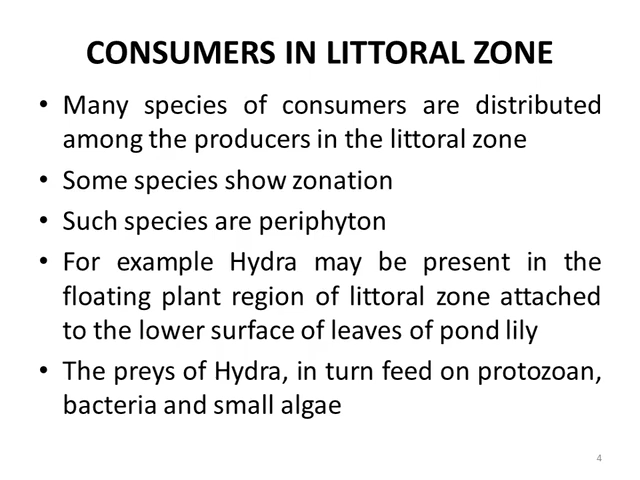 CONSUMERS IN LITTORAL ZONE
• Many species of consumers are distributed
among the producers in the littoral zone
• Some species show zonation
• Such species are periphyton
• For example Hydra may be present in the
floating plant region of littoral zone attached
to the lower surface of leaves of pond lily
• The preys of Hydra, in turn feed on protozoan,
bacteria and small algae
4